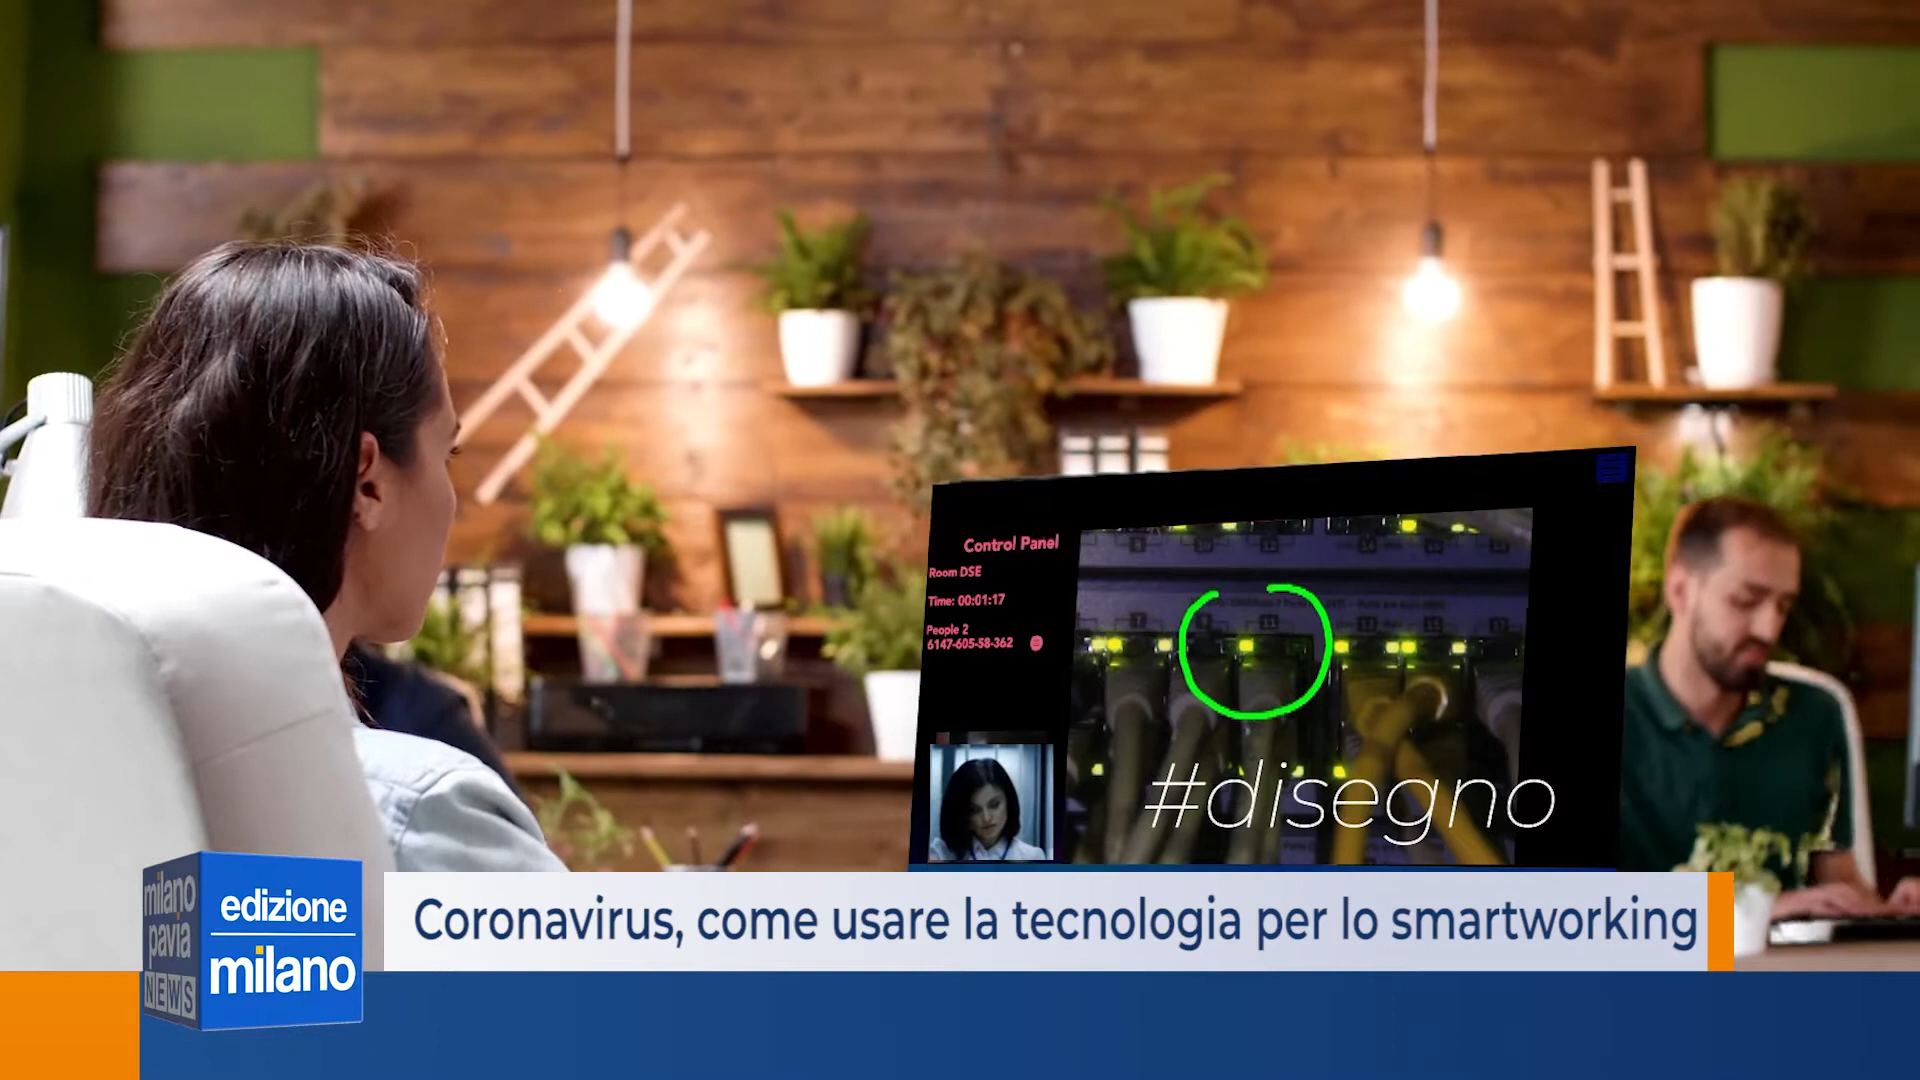 Control Panel
Room DSE
Time: 00:01:17
People 2
6147-605-58-362
11
#disegno
Coronavirus, come usare la tecnologia per lo smartworking
milano
pavia
NEWS
edizione
milano